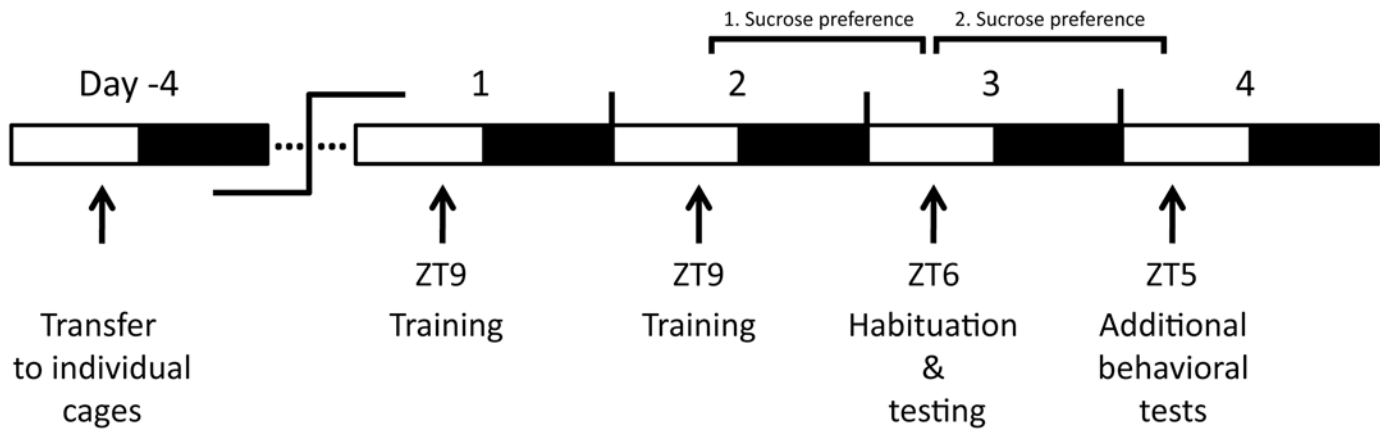 1. Sucrose preference 2. Sucrose preference
Day -4 1 2 3 4
ZT9 ZT9 ZT6 ZT5
Transfer
to individual
cages
Training
Training
Habituation
&
testing
Additional
behavioral
tests